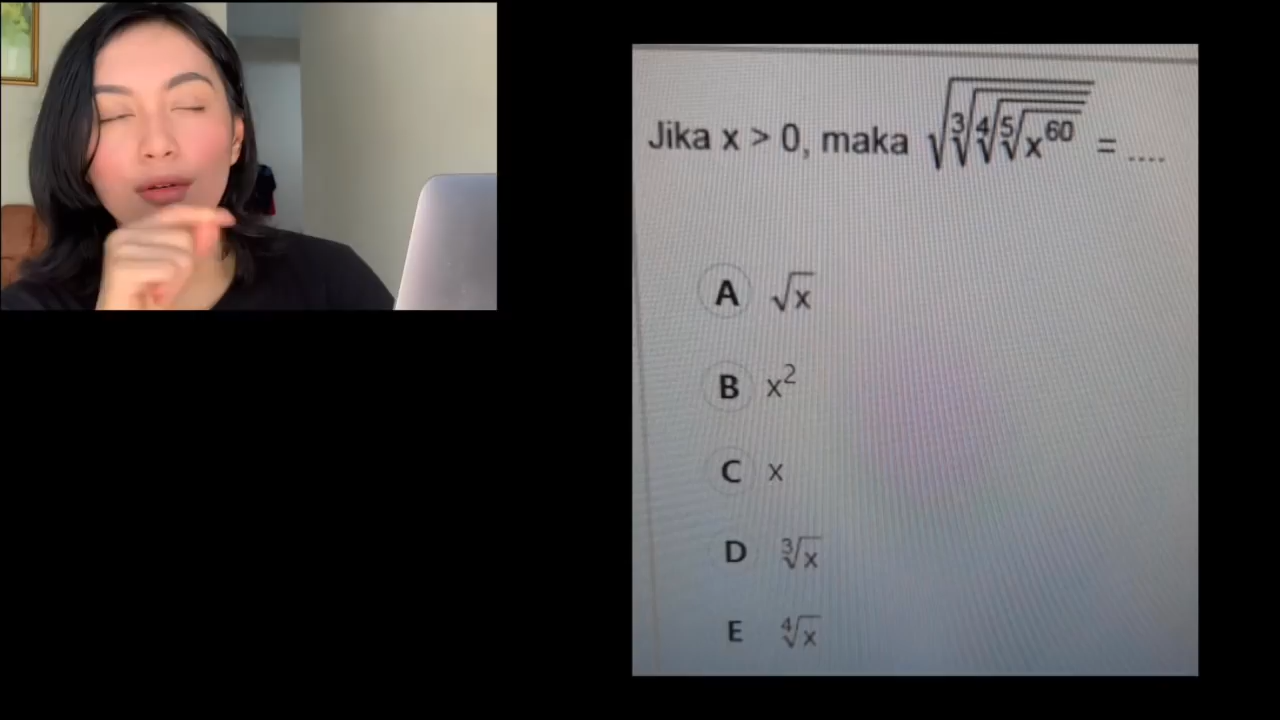 Jika x > 0, maka √∛∜⁵√x⁶⁰ = ....
A √x
B x²
C x
D ∛x
E ∜x